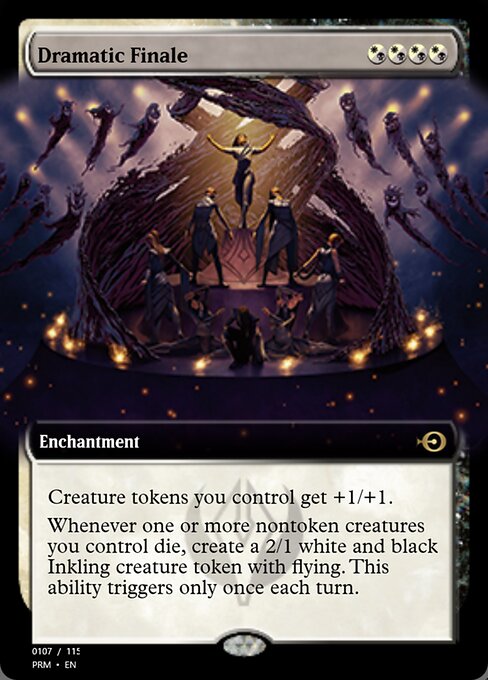 Dramatic Finale
Enchantment
Creature tokens you control get +1/+1.
Whenever one or more nontoken creatures
you control die, create a 2/1 white and black
Inkling creature token with flying. This
ability triggers only once each turn.
0107 / 115
PRM • EN